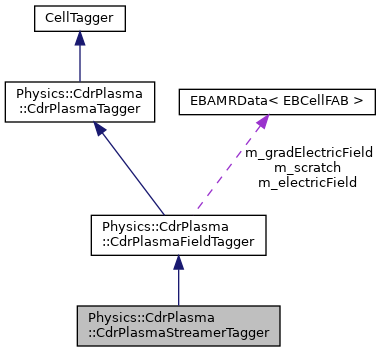 CellTagger
Physics::CdrPlasma
::CdrPlasmaTagger
EBAMRData< EBCellFAB >
m_gradElectricField
m_scratch
m_electricField
Physics::CdrPlasma
::CdrPlasmaFieldTagger
Physics::CdrPlasma
::CdrPlasmaStreamerTagger